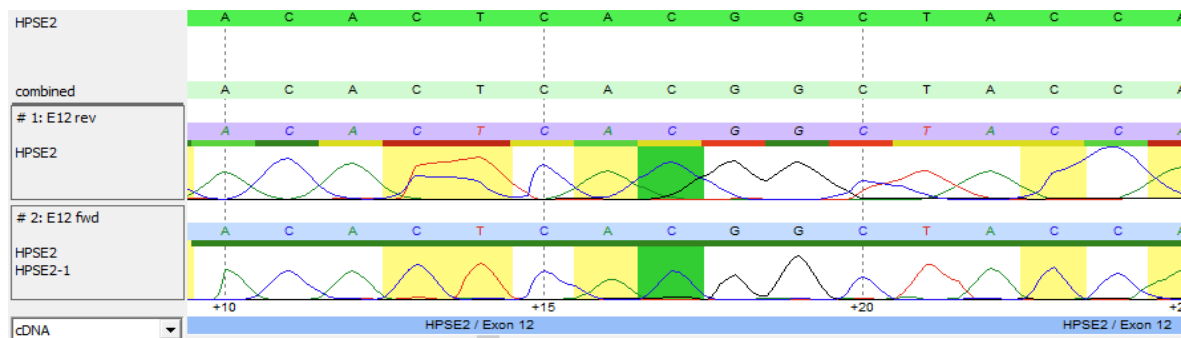 HPSE2 A C A C T C A C G G C T A C C A
combined A C A C T C A C G G C T A C C A
# 1: E12 rev A C A C T C A C G G C T A C C A
HPSE2
# 2: E12 fwd A C A C T C A C G G C T A C C A
HPSE2
HPSE2-1
+10 +15 +20
cDNA HPSE2 / Exon 12 HPSE2 / Exon 12